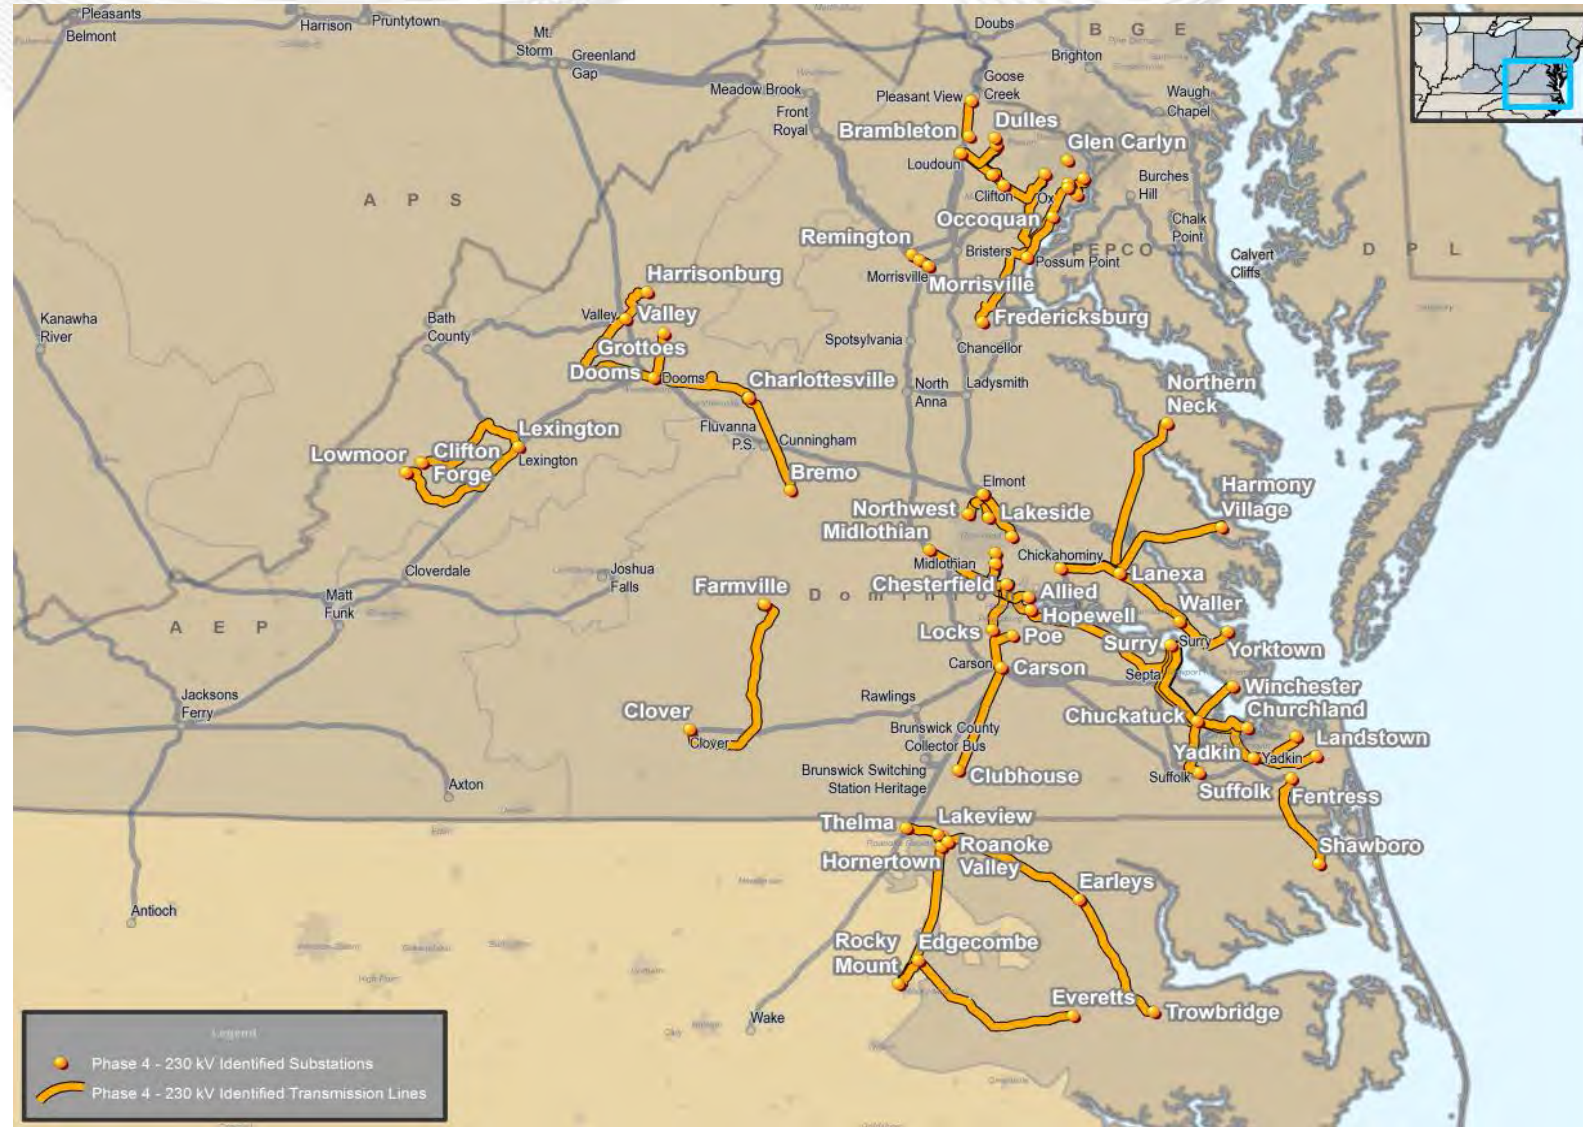 Pleasants
Belmont
Harrison
Pruntytown
Mt.
Storm
Greenland
Gap
Doubs
B G E
Brighton
Meadow Brook
Front
Royal
Goose
Creek
Pleasant View
Waugh
Chapel
Brambleton
Dulles
Glen Carlyn
Loudoun
Clifton
Ox
Burches
Hill
A P S
Occoquan
Chalk
Point
Remington
Bristers
PEPCO
Possum Point
Calvert
Cliffs
D P L
Morrisville
Morrisville
Harrisonburg
Valley
Valley
Fredericksburg
Kanawha
River
Bath
County
Grottoes
Spotsylvania
Chancellor
Dooms
Dooms
Charlottesville
North
Anna
Ladysmith
Northern
Neck
Lexington
Lexington
Lowmoor
Clifton
Forge
Fluvanna
P.S.
Cunningham
Bremo
Elmont
Harmony
Village
Northwest
Lakeside
Midlothian
Midlothian
Chickahominy
Lanexa
Cloverdale
Joshua
Falls
Farmville
Dominion
Chesterfield
Allied
Waller
Matt
Funk
Hopewell
A E P
Locks
Poe
Surry
Surry
Yorktown
Carson
Carson
Septa
Jacksons
Ferry
Rawlings
Winchester
Clover
Clover
Chuckatuck
Churchland
Brunswick County
Collector Bus
Landstown
Yadkin
Yadkin
Brunswick Switching
Station Heritage
Clubhouse
Suffolk
Suffolk
Axton
Fentress
Thelma
Lakeview
Hornertown
Roanoke
Valley
Shawboro
Earleys
Antioch
Rocky
Mount
Edgecombe
Everetts
Trowbridge
Wake
Legend
Phase 4 - 230 kV Identified Substations
Phase 4 - 230 kV Identified Transmission Lines